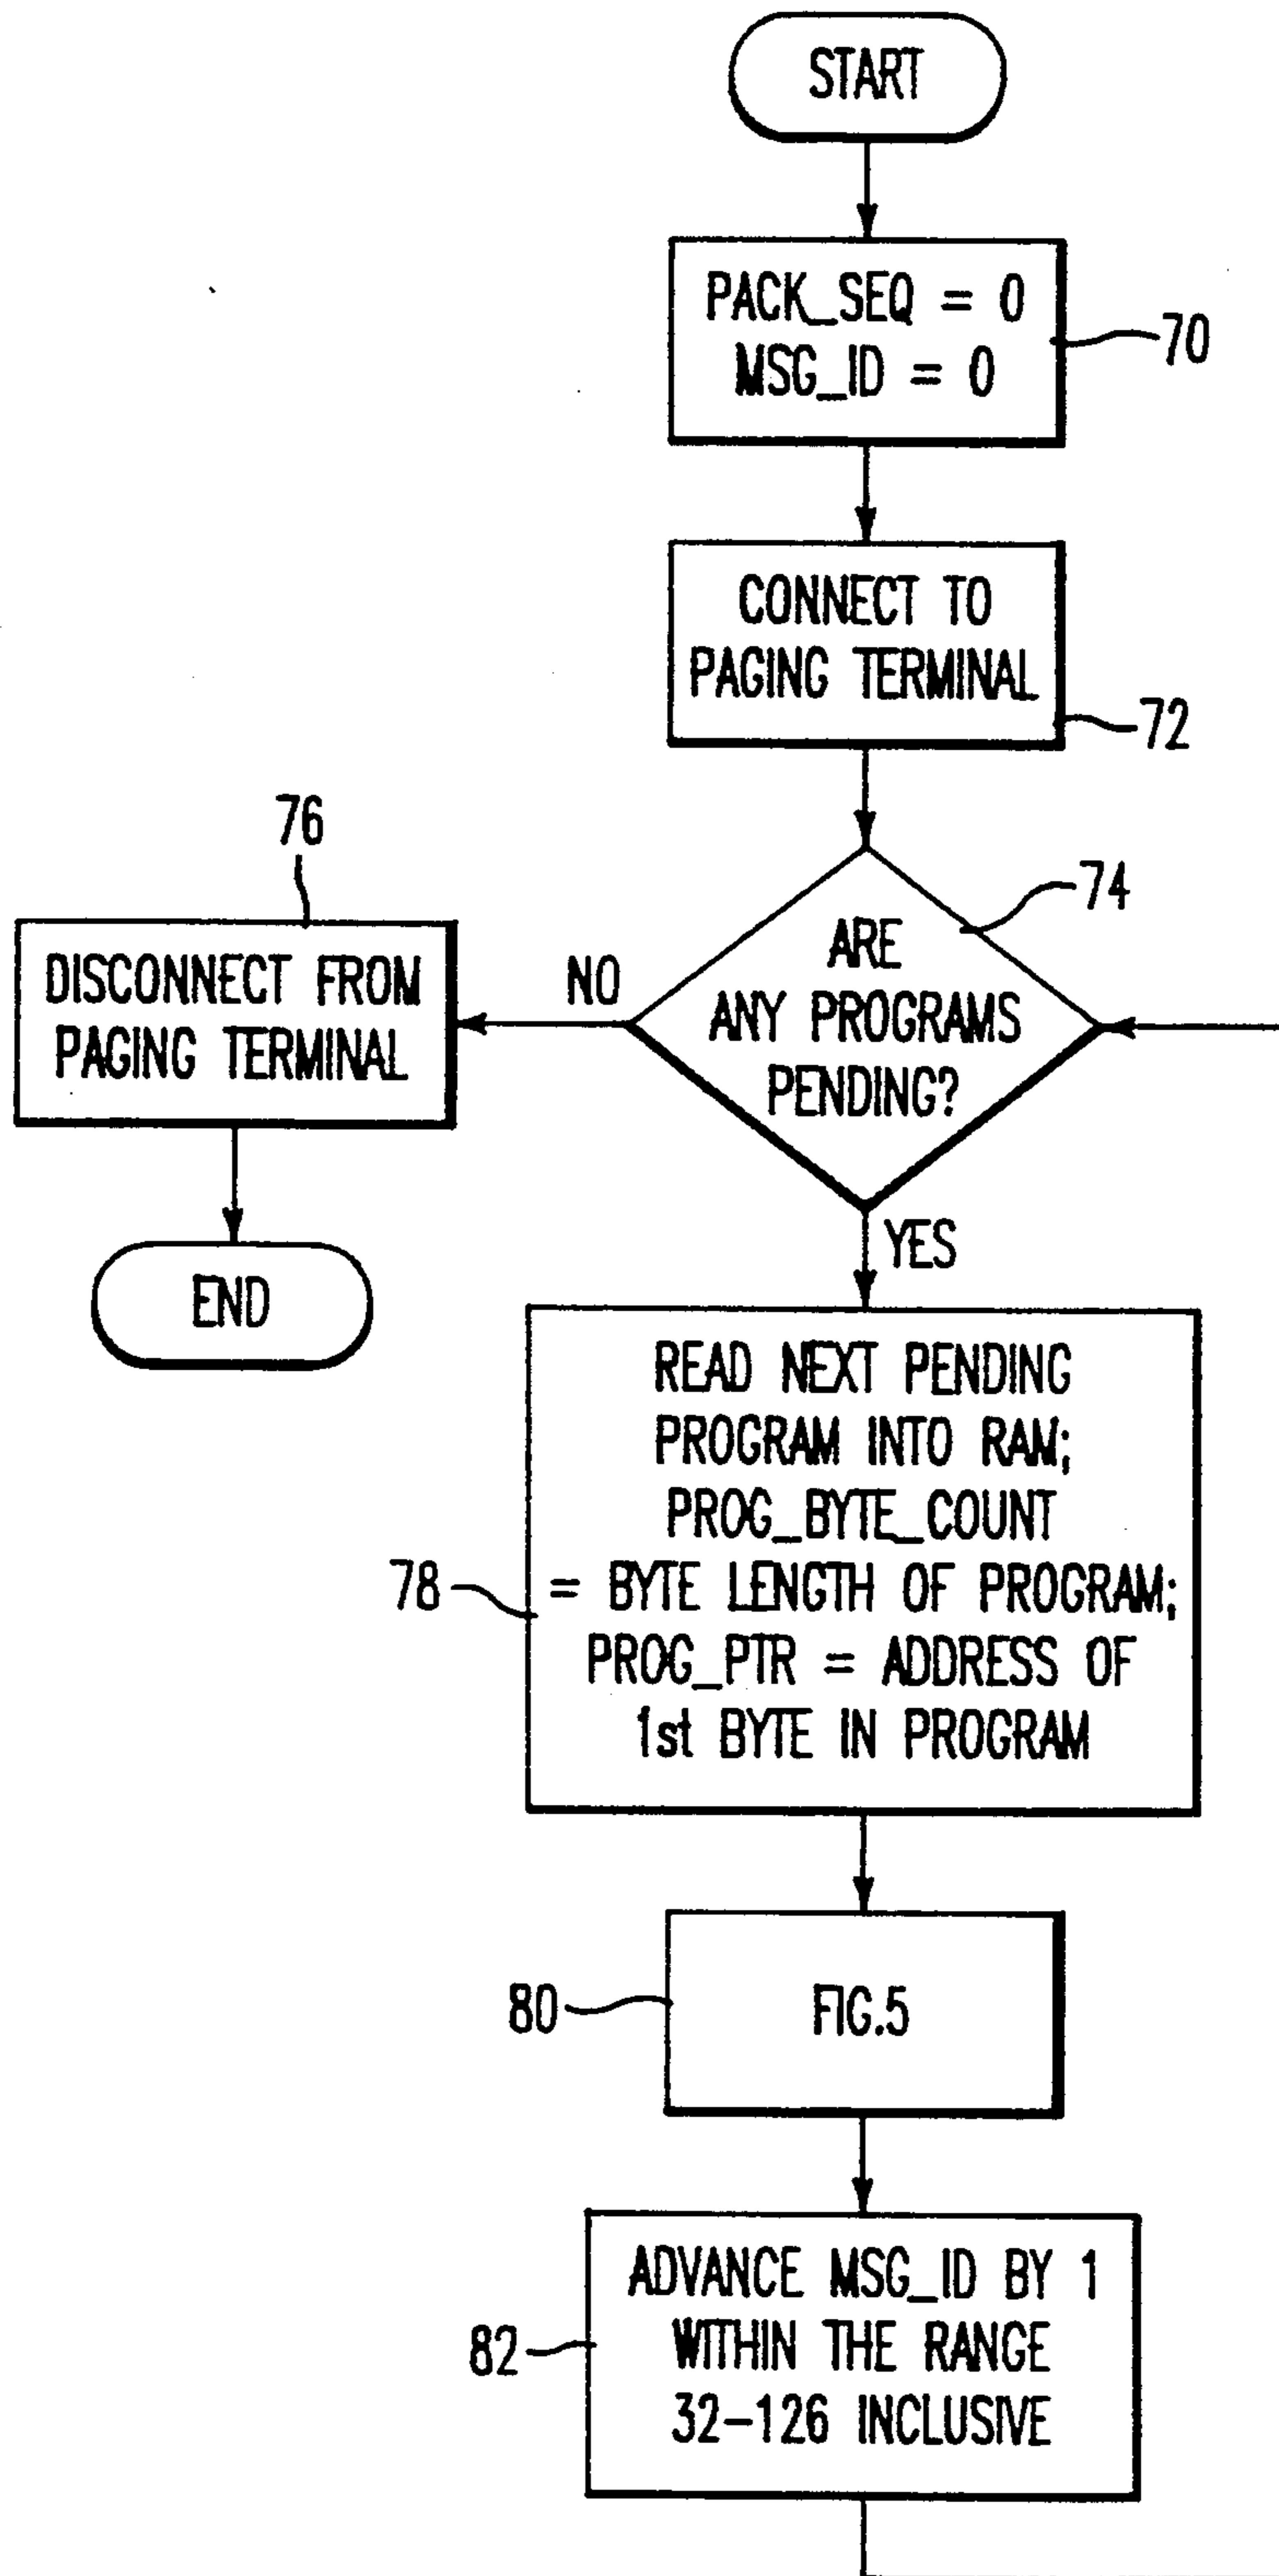 START
PACK_SEQ = 0
MSG_ID = 0
70
CONNECT TO
PAGING TERMINAL
72
76
74
DISCONNECT FROM
PAGING TERMINAL
NO
ARE
ANY PROGRAMS
PENDING?
YES
END
READ NEXT PENDING
PROGRAM INTO RAM;
PROG_BYTE_COUNT
= BYTE LENGTH OF PROGRAM;
PROG_PTR = ADDRESS OF
1st BYTE IN PROGRAM
78
80
FIG.5
ADVANCE MSG_ID BY 1
WITHIN THE RANGE
32-126 INCLUSIVE
82